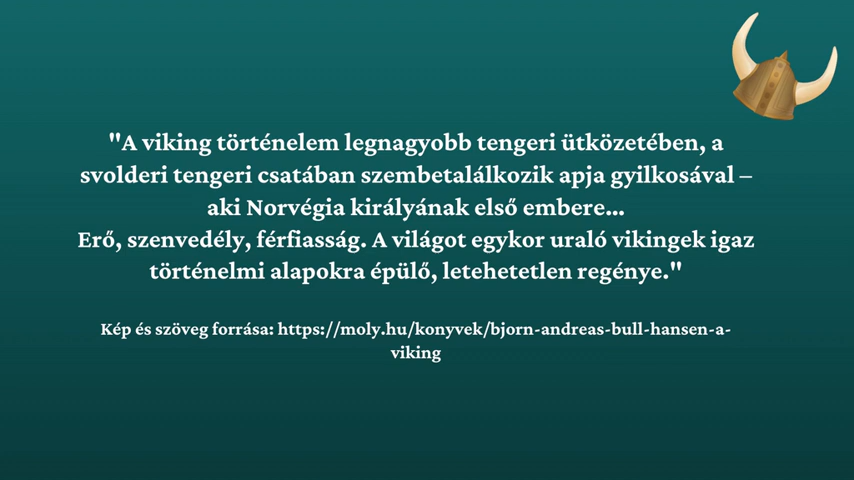 "A viking történelem legnagyobb tengeri ütközetében, a
svolderi tengeri csatában szembetalálkozik apja gyilkosával –
aki Norvégia királyának első embere...
Erő, szenvedély, férfiasság. A világot egykor uraló vikingek igaz
történelmi alapokra épülő, letehetetlen regénye."
Kép és szöveg forrása: https://moly.hu/konyvek/bjorn-andreas-bull-hansen-a-
viking